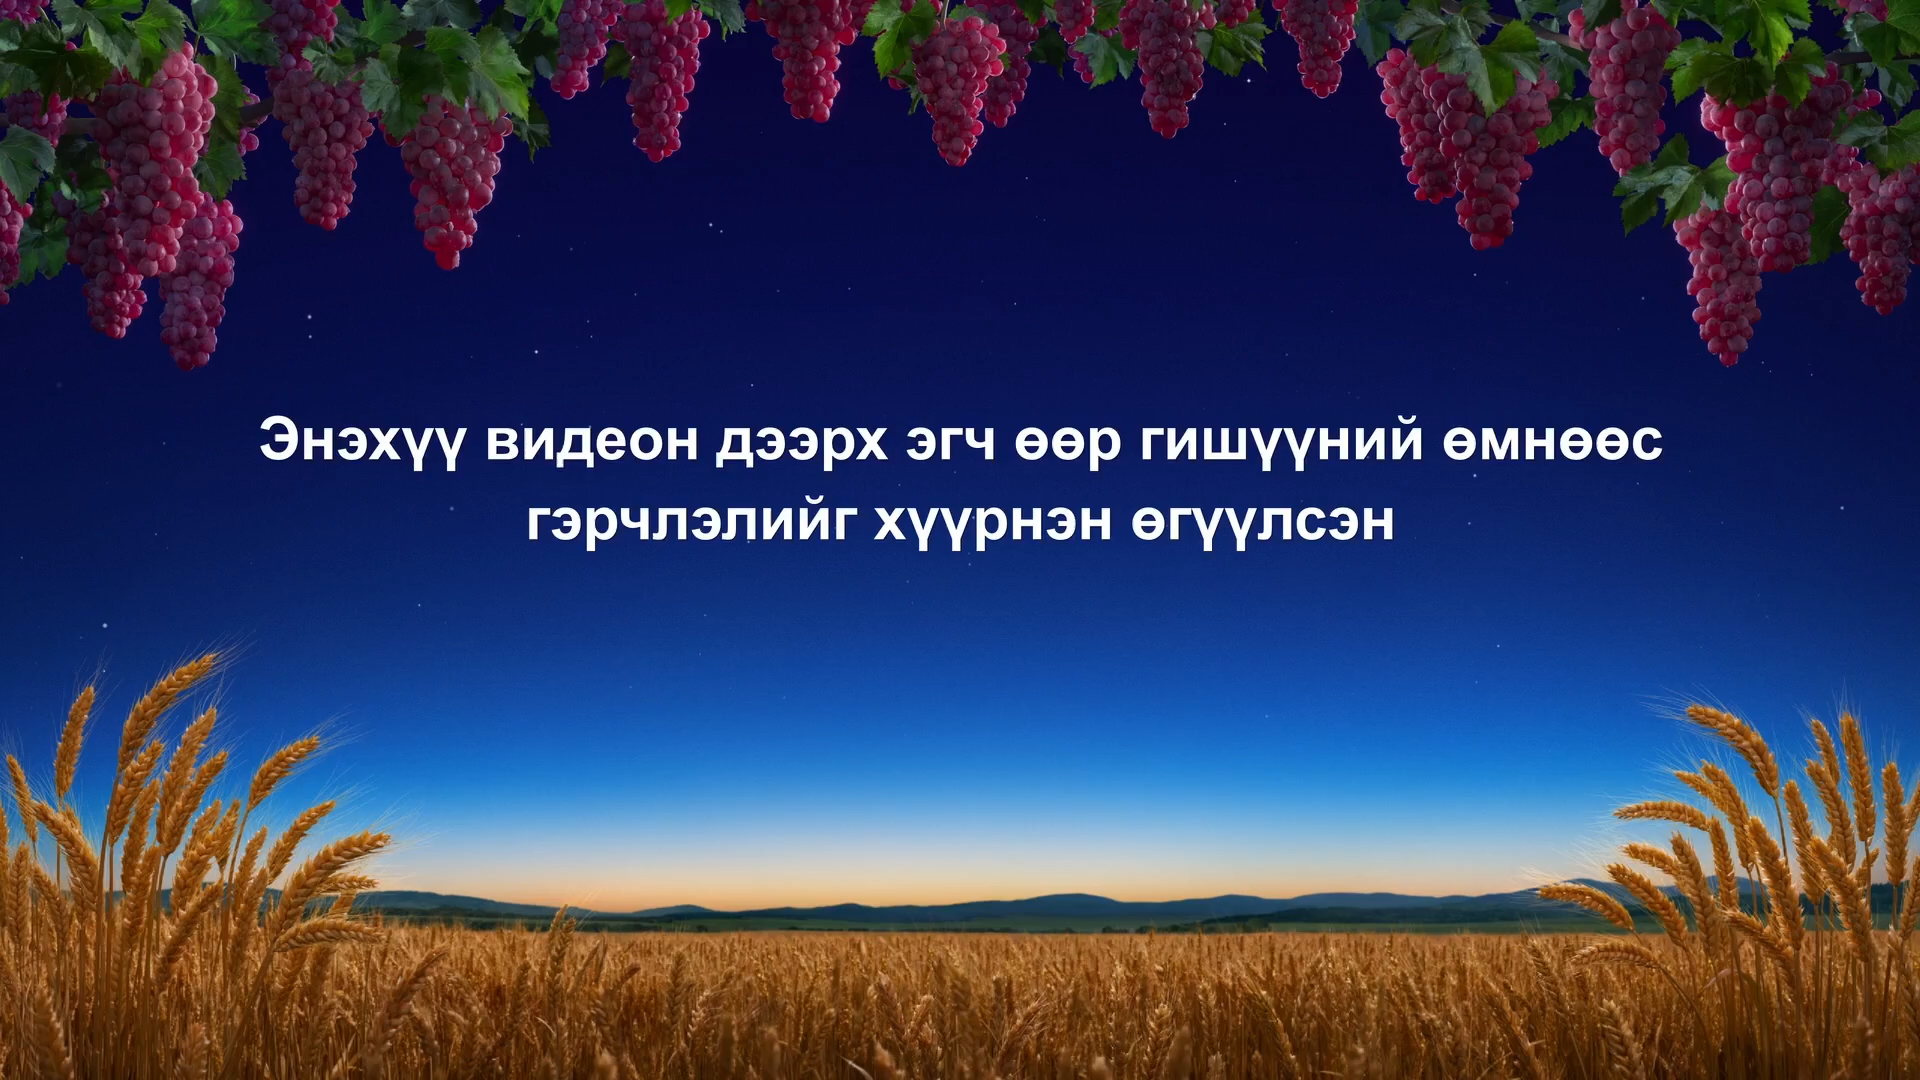 Энэхүү видеон дээрх эгч өөр гишүүний өмнөөс
гэрчлэлийг хүүрнэн өгүүлсэн